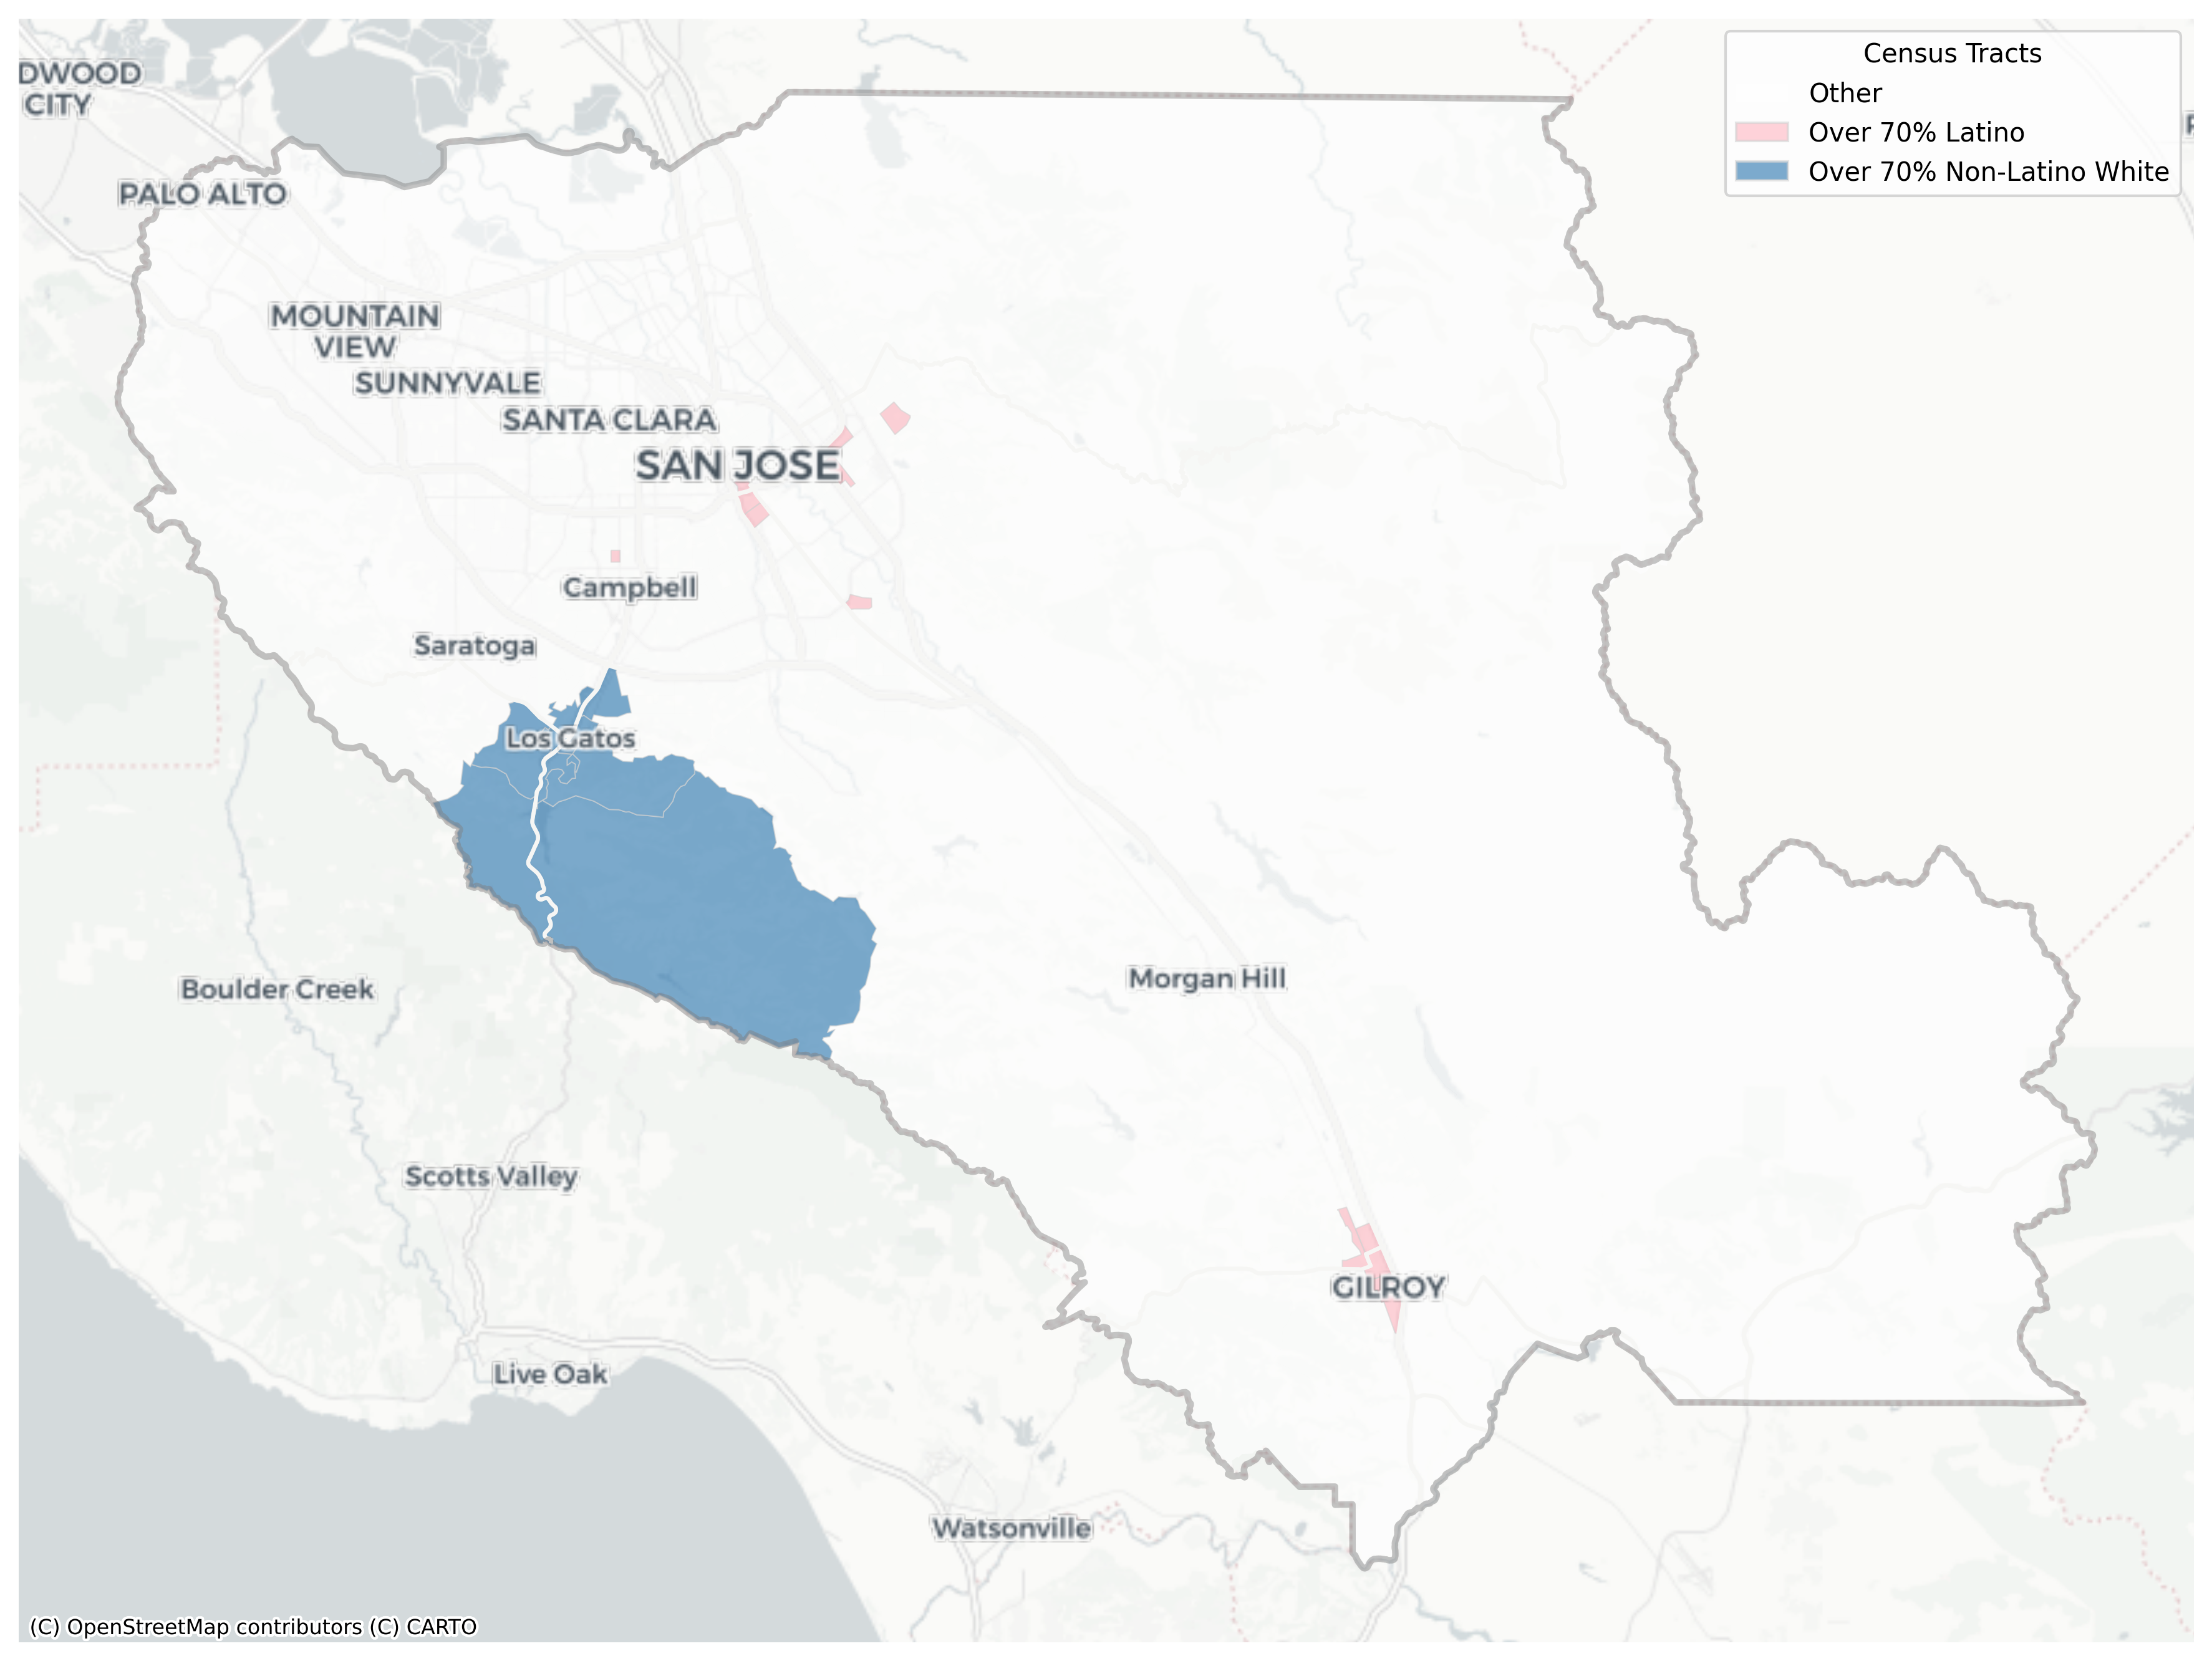 DWOOD
CITY
Census Tracts
Other
Over 70% Latino
Over 70% Non-Latino White
PALO ALTO
MOUNTAIN
VIEW
SUNNYVALE
SANTA CLARA
SAN JOSE
Campbell
Saratoga
Los Gatos
Morgan Hill
Boulder Creek
Scotts Valley
GILROY
Live Oak
Watsonville
(C) OpenStreetMap contributors (C) CARTO